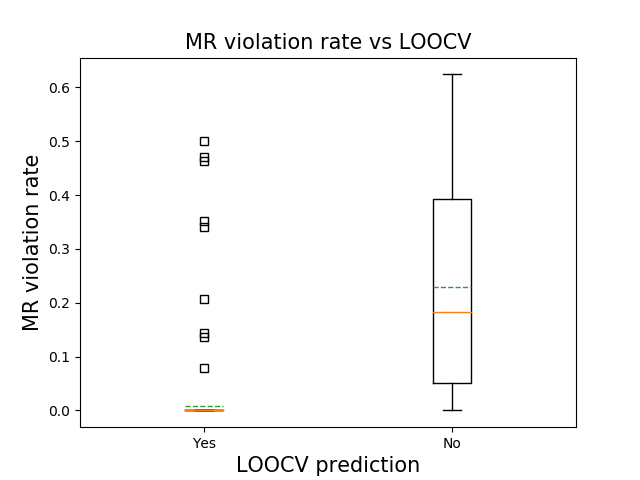 MR violation rate vs LOOCV
MR violation rate
0.6
0.5
0.4
0.3
0.2
0.1
0.0
Yes
No
LOOCV prediction